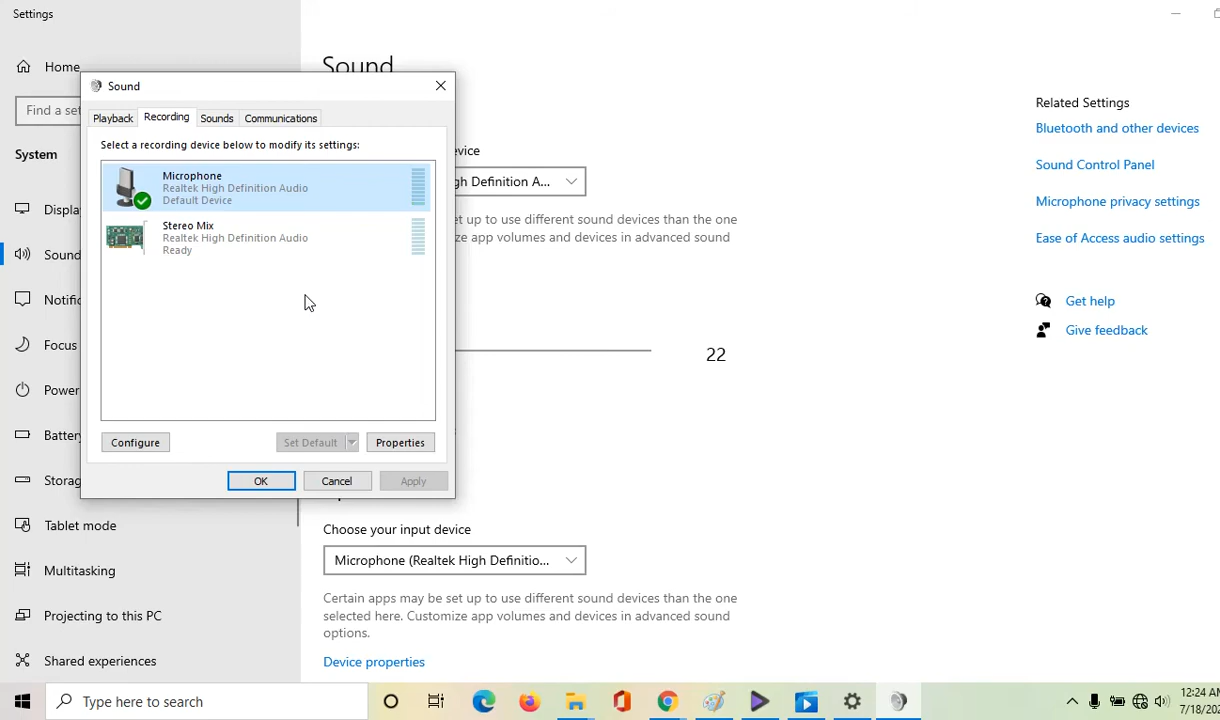 Settings
Home
Sound
Find a set
System
Display
Sound
Notific
Focus
Power
Battery
Storag
Tablet mode
Multitasking
Projecting to this PC
Shared experiences
Sound
Playback
Recording
Sounds
Communications
Select a recording device below to modify its settings:
Microphone
Realtek High Definition Audio
Default Device
Stereo Mix
Realtek High Definition Audio
Ready
Configure
Set Default
Properties
OK
Cancel
Apply
evice
gh Definition A...
et up to use different sound devices than the one
ize app volumes and devices in advanced sound
22
Choose your input device
Microphone (Realtek High Definitio...
Certain apps may be set up to use different sound devices than the one
selected here. Customize app volumes and devices in advanced sound
options.
Device properties
Related Settings
Bluetooth and other devices
Sound Control Panel
Microphone privacy settings
Ease of Access audio settings
Get help
Give feedback
Type here to search
12:24 AM
7/18/20